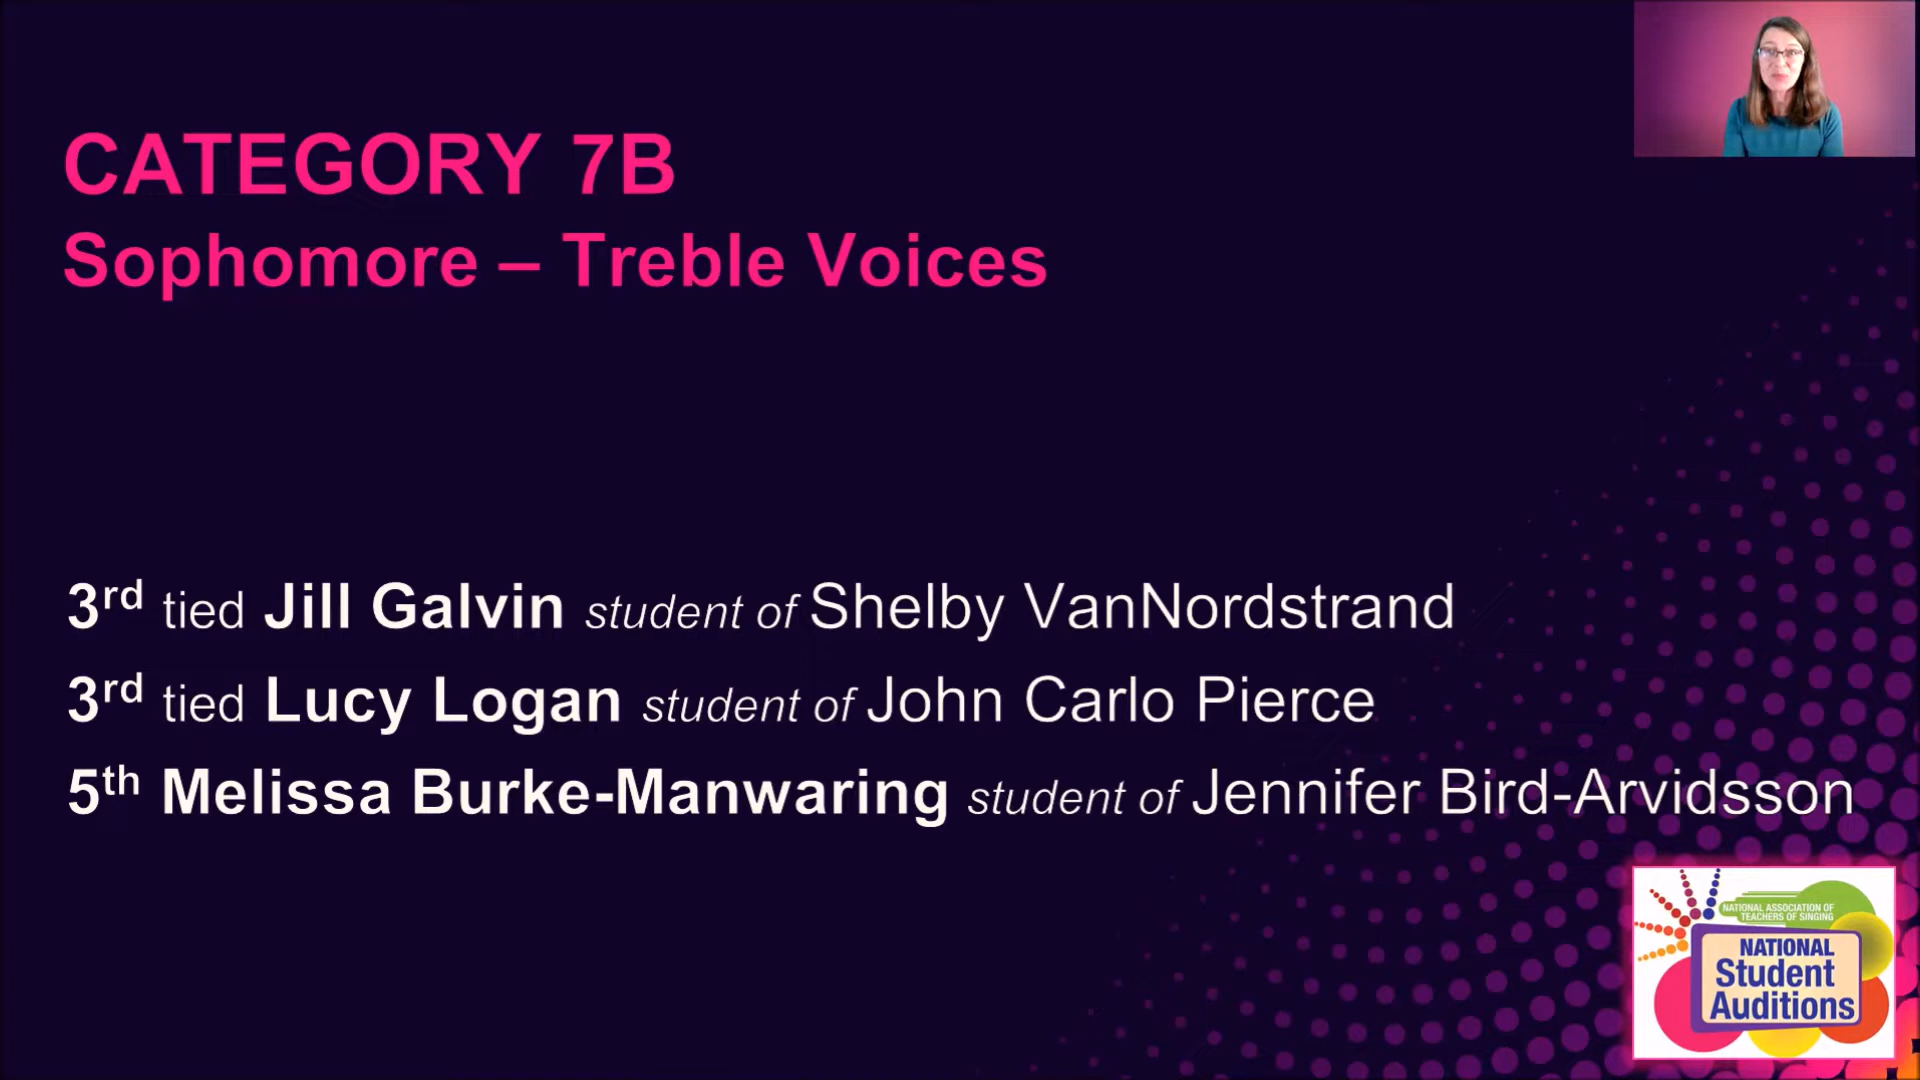 CATEGORY 7B
Sophomore – Treble Voices
3rd tied Jill Galvin student of Shelby VanNordstrand
3rd tied Lucy Logan student of John Carlo Pierce
5th Melissa Burke-Manwaring student of Jennifer Bird-Arvidsson
NATIONAL ASSOCIATION OF
TEACHERS OF SINGING
NATIONAL
Student
Auditions